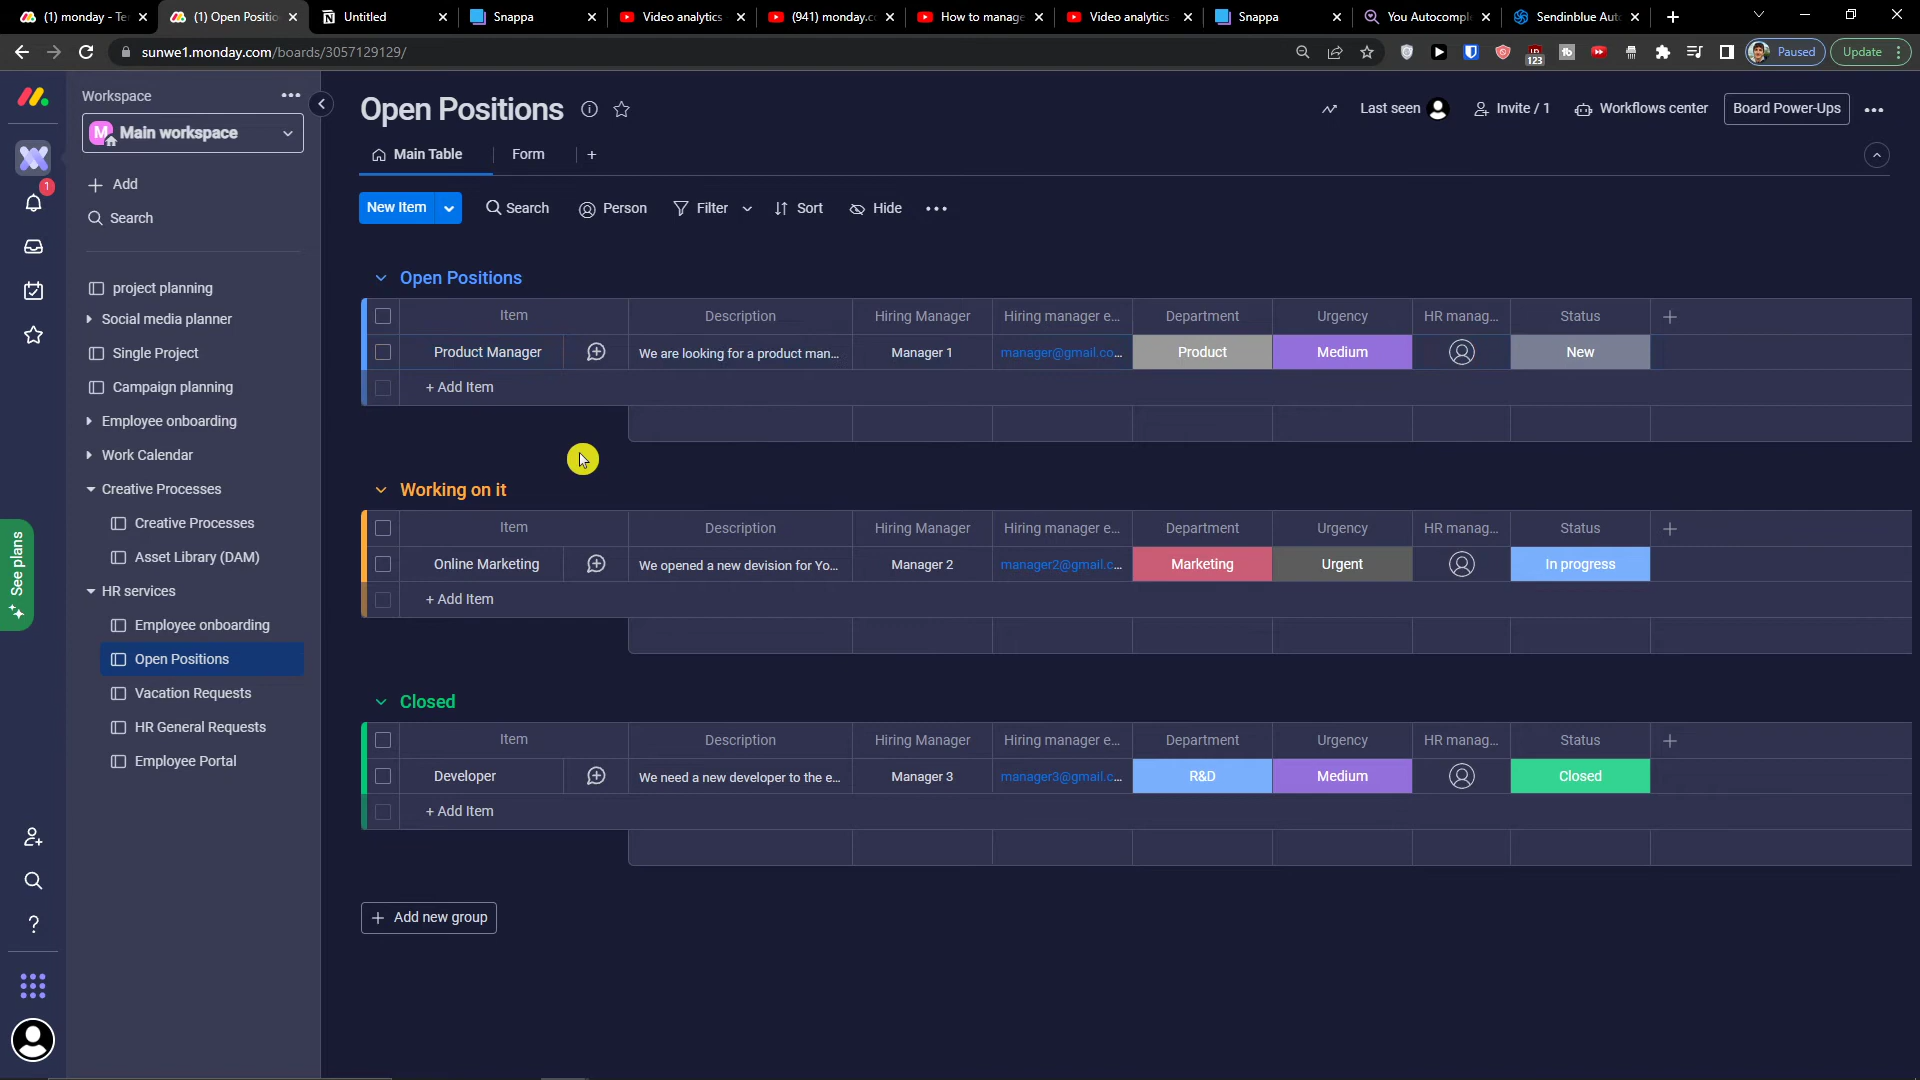 (1) monday - Te
(1) Open Positio
Untitled
Snappa
Video analytics
(941) monday.c
How to manage
Video analytics
Snappa
You Autocompl
Sendinblue Aut
sunwe1.monday.com/boards/3057129129/
123
Paused
Update
Workspace
M Main workspace
Add
Search
1
project planning
Social media planner
Single Project
Campaign planning
Employee onboarding
Work Calendar
Creative Processes
Creative Processes
Asset Library (DAM)
HR services
Employee onboarding
Open Positions
Vacation Requests
HR General Requests
Employee Portal
See plans
Open Positions
Last seen
Invite / 1
Workflows center
Board Power-Ups
Main Table
Form
New Item
Search
Person
Filter
Sort
Hide
Open Positions
Item Description Hiring Manager Hiring manager e... Department Urgency HR manag... Status
Product Manager We are looking for a product man... Manager 1 manager@gmail.co... Product Medium New
+ Add Item
Working on it
Item Description Hiring Manager Hiring manager e... Department Urgency HR manag... Status
Online Marketing We opened a new devision for Yo... Manager 2 manager2@gmail.c... Marketing Urgent In progress
+ Add Item
Closed
Item Description Hiring Manager Hiring manager e... Department Urgency HR manag... Status
Developer We need a new developer to the e... Manager 3 manager3@gmail.c... R&D Medium Closed
+ Add Item
+ Add new group